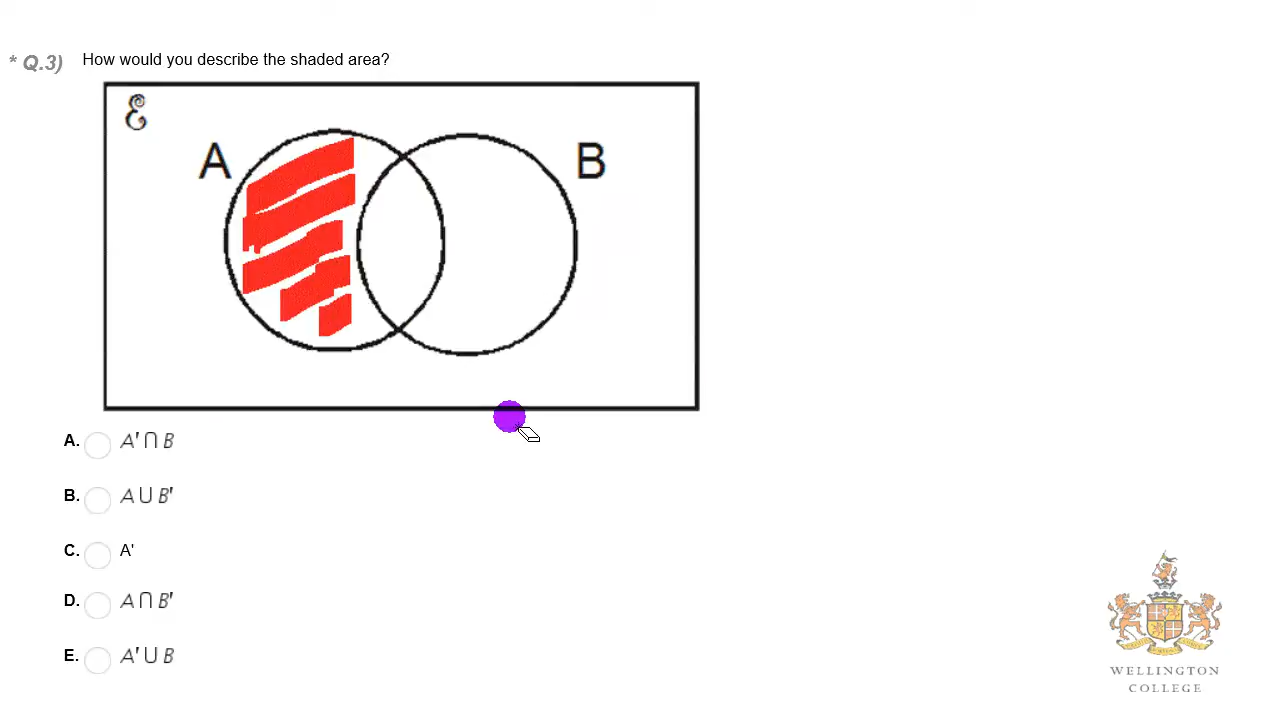 * Q.3) How would you describe the shaded area?
ℰ
A
B
A. A' ∩ B
B. A ∪ B'
C. A'
D. A ∩ B'
E. A' ∪ B
WELLINGTON
COLLEGE